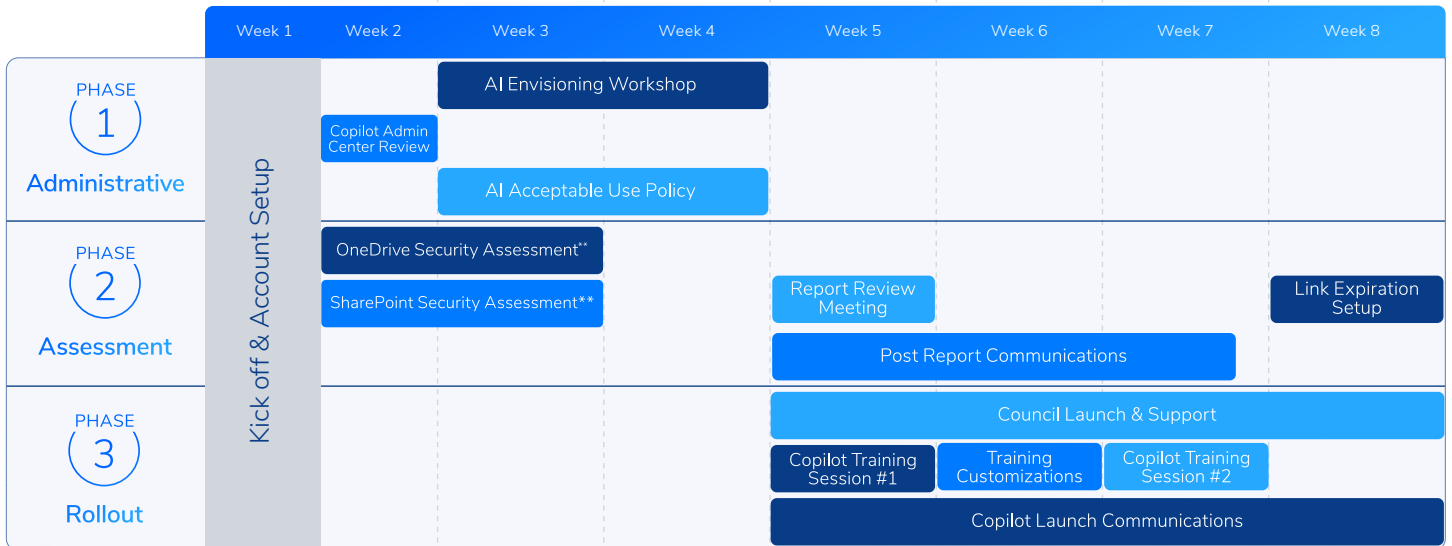 Week 1
Week 2
Week 3
Week 4
Week 5
Week 6
Week 7
Week 8
Kick off & Account Setup
PHASE
1
Administrative
AI Envisioning Workshop
Copilot Admin
Center Review
AI Acceptable Use Policy
PHASE
2
Assessment
OneDrive Security Assessment**
SharePoint Security Assessment**
Report Review
Meeting
Link Expiration
Setup
Post Report Communications
PHASE
3
Rollout
Council Launch & Support
Copilot Training
Session #1
Training
Customizations
Copilot Training
Session #2
Copilot Launch Communications